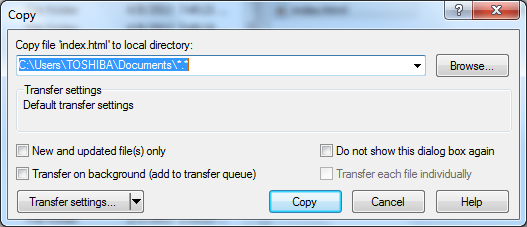 Copy
index.html
Copy file 'index.html' to local directory:
C:\Users\TOSHIBA\Documents\*.*
Browse...
Transfer settings
Default transfer settings
New and updated file(s) only
Do not show this dialog box again
Transfer on background (add to transfer queue)
Transfer each file individually
Transfer settings...
Copy
Cancel
Help